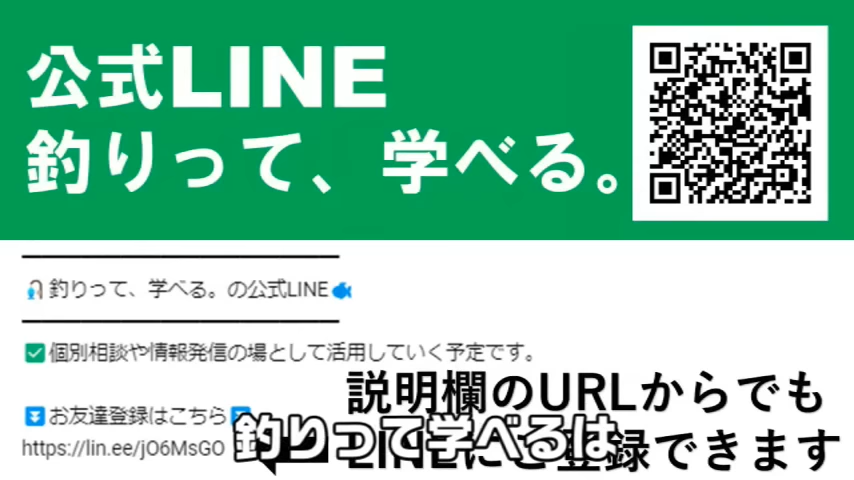 公式LINE
釣りって、学べる。
釣りって、学べる。の公式LINE
✅個別相談や情報発信の場として活用していく予定です。
⏬お友達登録はこちら⏬
https://lin.ee/jO6MsG0
説明欄のURLからでも
LINEにご登録できます
釣りって学べるは